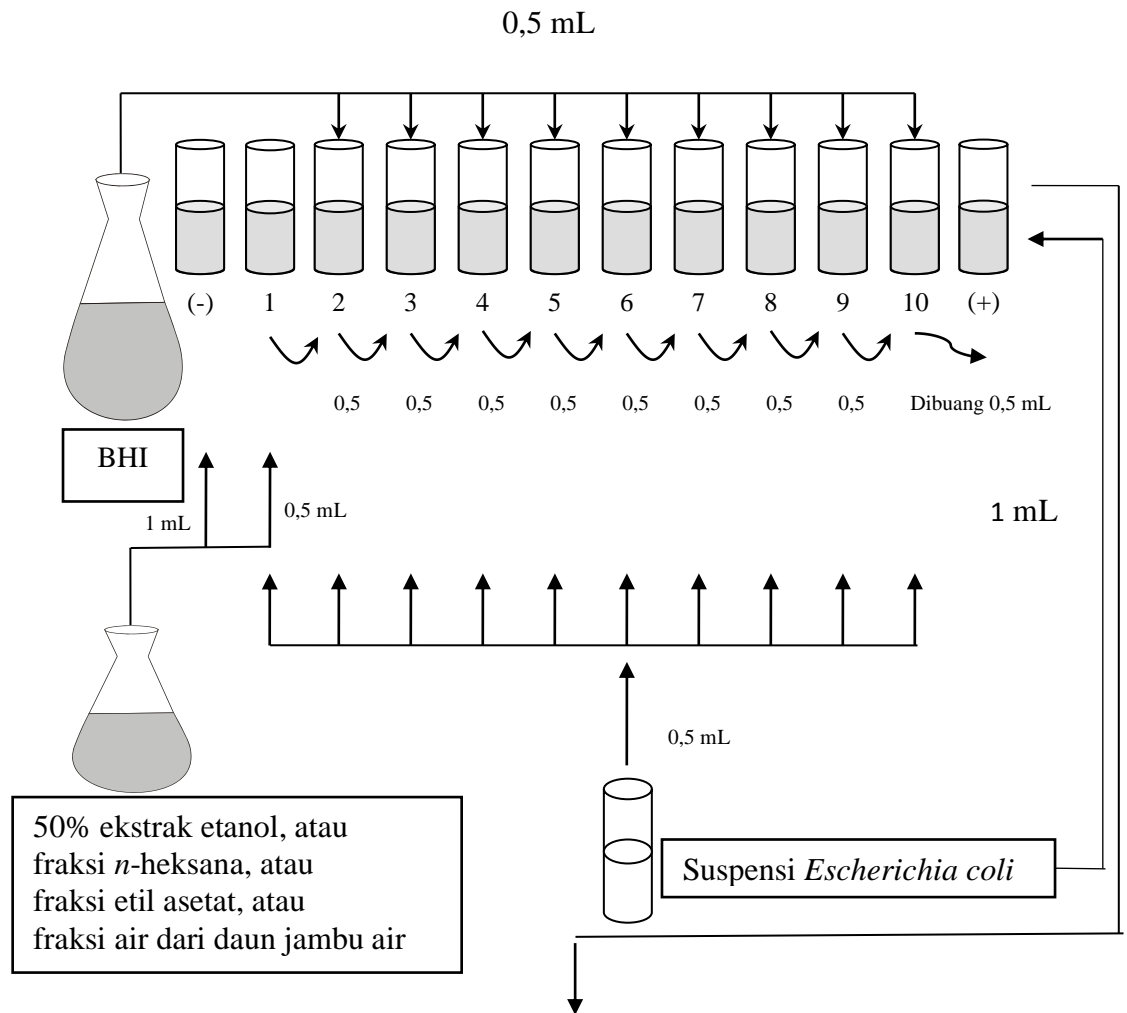 0,5 mL
(-) 1 2 3 4 5 6 7 8 9 10 (+)
0,5 0,5 0,5 0,5 0,5 0,5 0,5 0,5 Dibuang 0,5 mL
BHI
1 mL
0,5 mL
1 mL
0,5 mL
50% ekstrak etanol, atau
fraksi n-heksana, atau
fraksi etil asetat, atau
fraksi air dari daun jambu air
Suspensi Escherichia coli